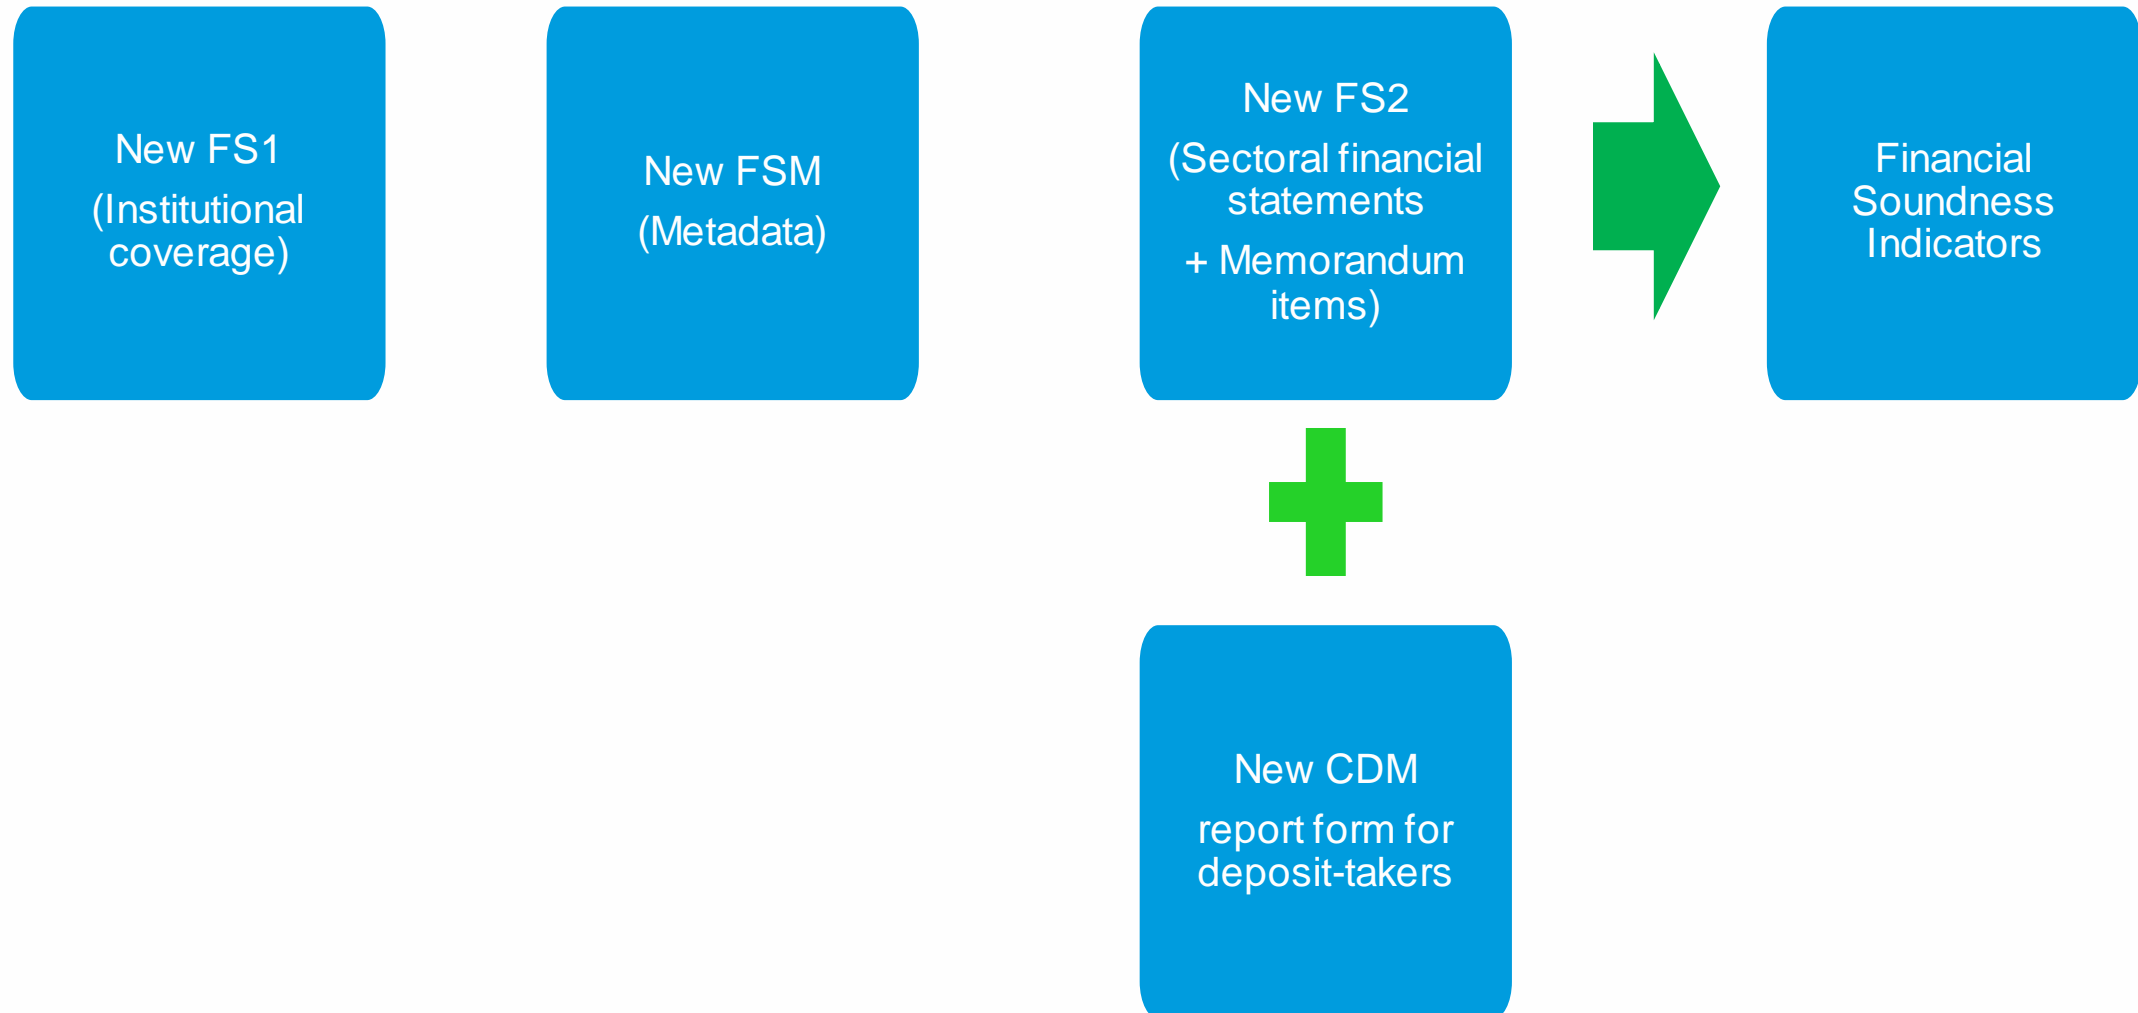 New FS1
(Institutional
coverage)
New FSM
(Metadata)
New FS2
(Sectoral financial
statements
+ Memorandum
items)
Financial
Soundness
Indicators
New CDM
report form for
deposit-takers